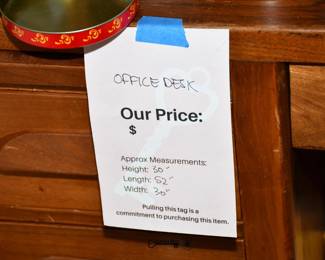 OFFICE DESK
Our Price:
$
Approx Measurements:
Height: 30"
Length: 52"
Width: 30"
Pulling this tag is a
commitment to purchasing this item.